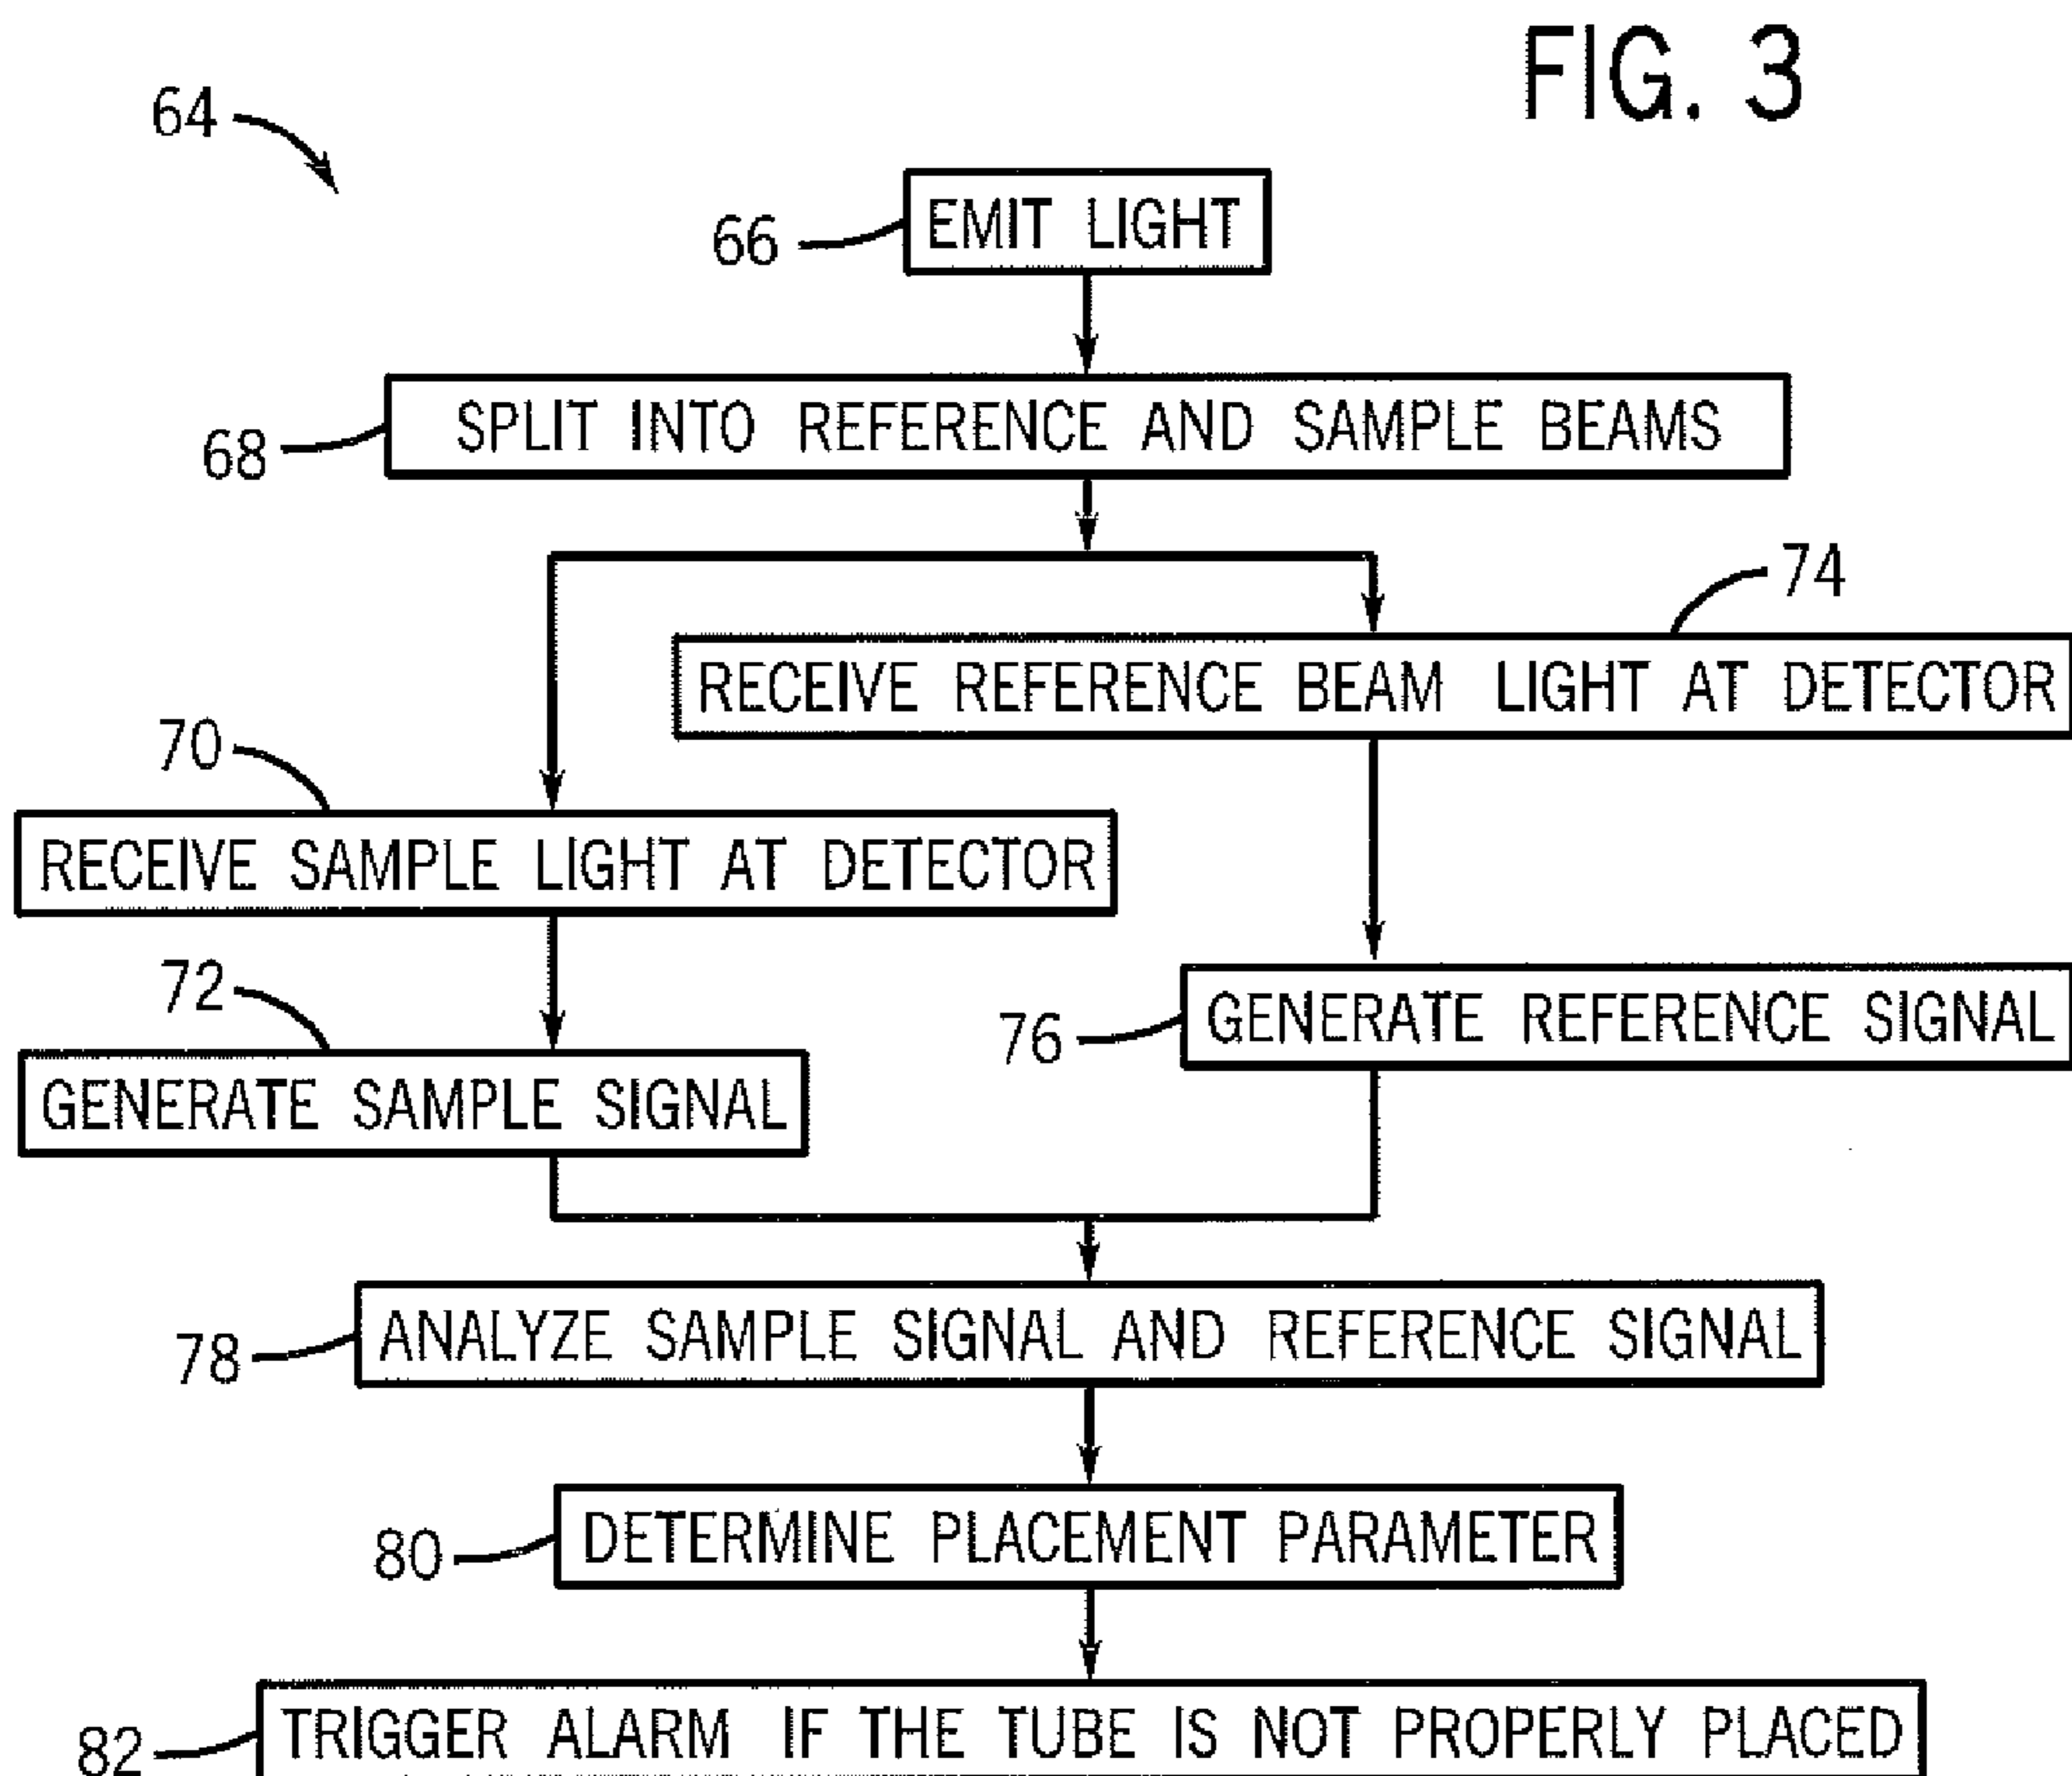 FIG. 3
64
66
EMIT LIGHT
68
SPLIT INTO REFERENCE AND SAMPLE BEAMS
74
RECEIVE REFERENCE BEAM LIGHT AT DETECTOR
70
RECEIVE SAMPLE LIGHT AT DETECTOR
72
GENERATE SAMPLE SIGNAL
76
GENERATE REFERENCE SIGNAL
78
ANALYZE SAMPLE SIGNAL AND REFERENCE SIGNAL
80
DETERMINE PLACEMENT PARAMETER
82
TRIGGER ALARM IF THE TUBE IS NOT PROPERLY PLACED